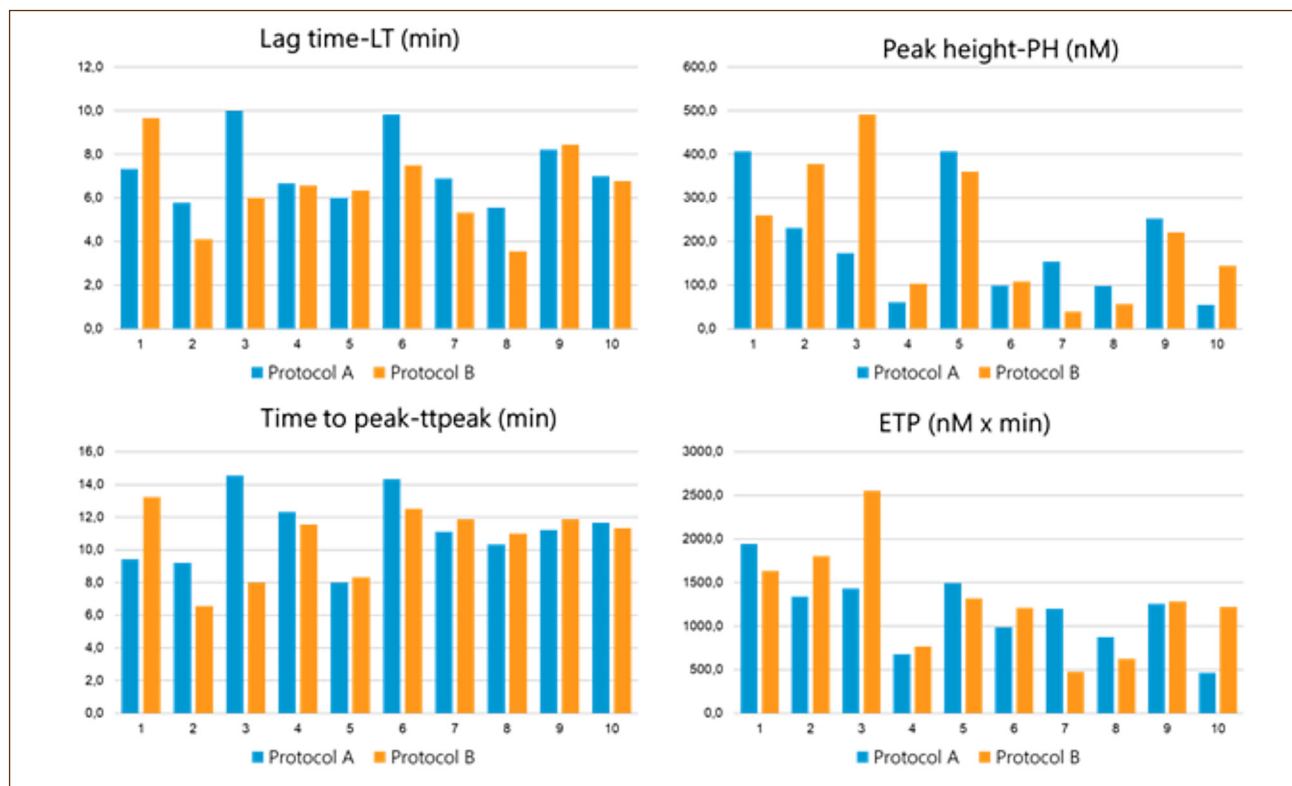 Lag time-LT (min)
12,0
10,0
8,0
6,0
4,0
2,0
0,0
1 2 3 4 5 6 7 8 9 10
Protocol A Protocol B
Peak height-PH (nM)
600,0
500,0
400,0
300,0
200,0
100,0
0,0
1 2 3 4 5 6 7 8 9 10
Protocol A Protocol B
Time to peak-ttpeak (min)
16,0
14,0
12,0
10,0
8,0
6,0
4,0
2,0
0,0
1 2 3 4 5 6 7 8 9 10
Protocol A Protocol B
ETP (nM x min)
3000,0
2500,0
2000,0
1500,0
1000,0
500,0
0,0
1 2 3 4 5 6 7 8 9 10
Protocol A Protocol B